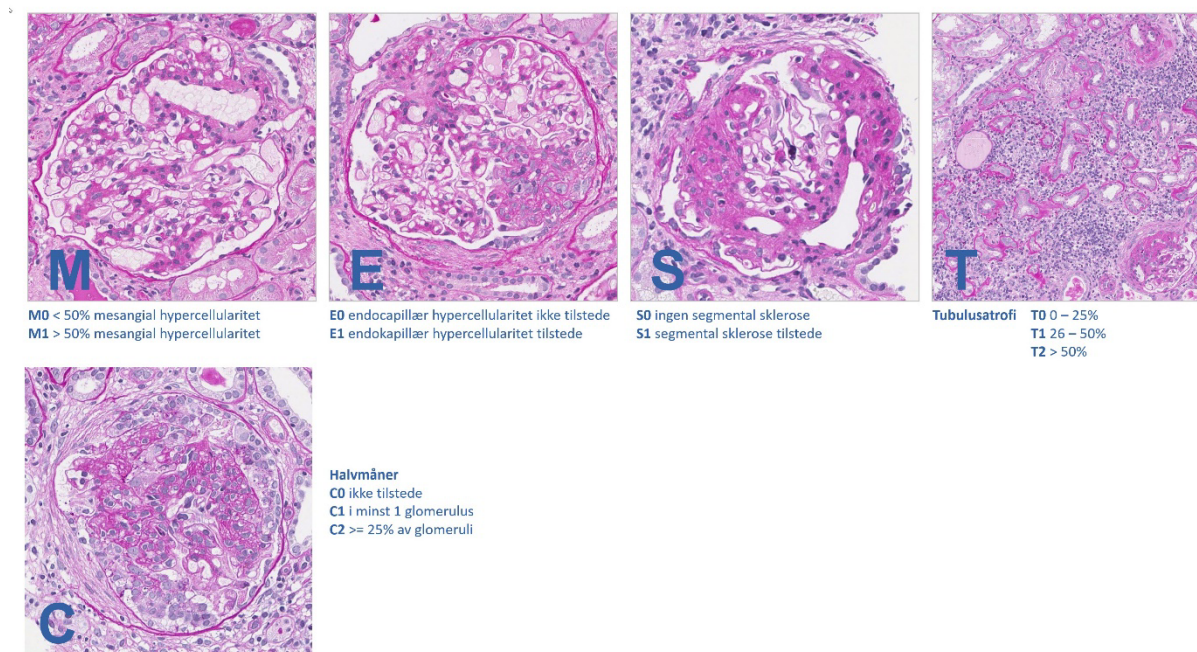 M
E
S
T
M0 < 50% mesangial hypercellularitet
M1 > 50% mesangial hypercellularitet
E0 endocapillær hypercellularitet ikke tilstede
E1 endokapillær hypercellularitet tilstede
S0 ingen segmental sklerose
S1 segmental sklerose tilstede
Tubulusatrofi T0 0 – 25%
T1 26 – 50%
T2 > 50%
C
Halvmåner
C0 ikke tilstede
C1 i minst 1 glomerulus
C2 >= 25% av glomeruli